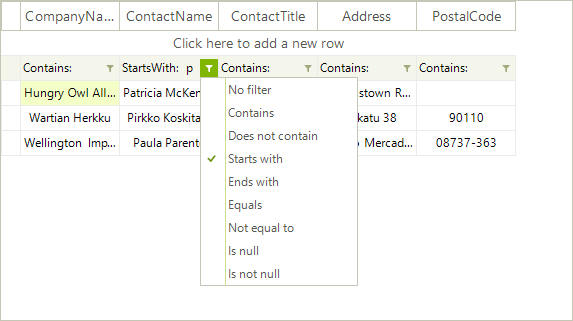 CompanyNa... ContactName ContactTitle Address PostalCode
Click here to add a new row
Contains: StartsWith: p Contains: Contains: Contains:
Hungry Owl All... Patricia McKen stown R...
Wartian Herkku Pirkko Koskita katu 38 90110
Wellington Imp... Paula Parent Mercad... 08737-363
No filter
Contains
Does not contain
Starts with
Ends with
Equals
Not equal to
Is null
Is not null